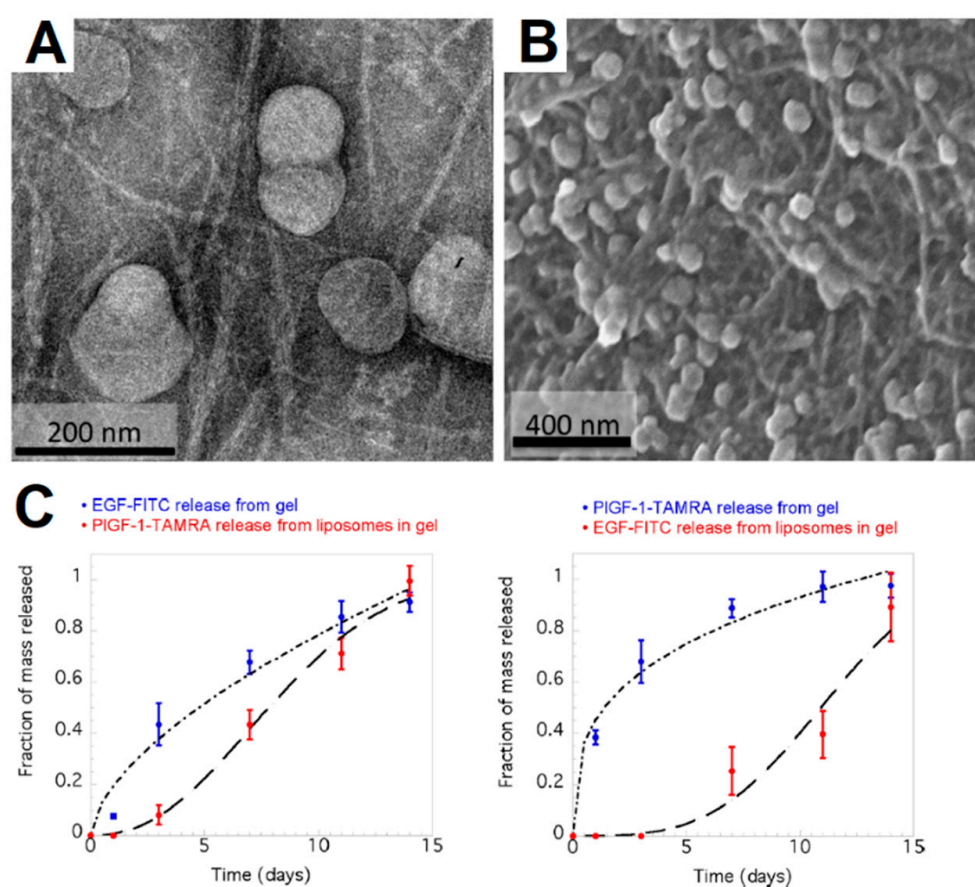 A
B
200 nm
400 nm
C
• EGF-FITC release from gel
• PlGF-1-TAMRA release from liposomes in gel
• PlGF-1-TAMRA release from gel
• EGF-FITC release from liposomes in gel
Fraction of mass released
1
0.8
0.6
0.4
0.2
0
0
5
10
15
Time (days)
Fraction of mass released
1
0.8
0.6
0.4
0.2
0
0
5
10
15
Time (days)